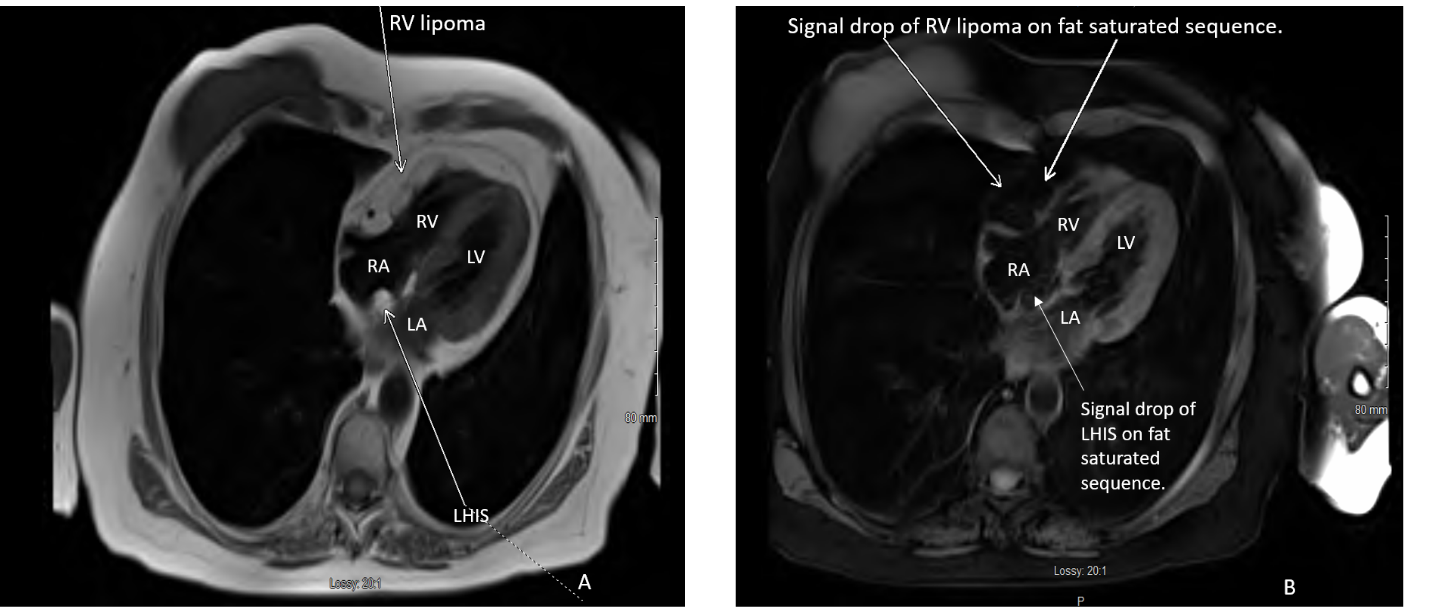 RV lipoma
RV
RA
LV
LA
80 mm
LHIS
Lossy: 20:1
A
Signal drop of RV lipoma on fat saturated sequence.
RV
LV
RA
LA
Signal drop of
LHIS on fat
saturated
sequence.
80 mm
Lossy: 20:1
B
P